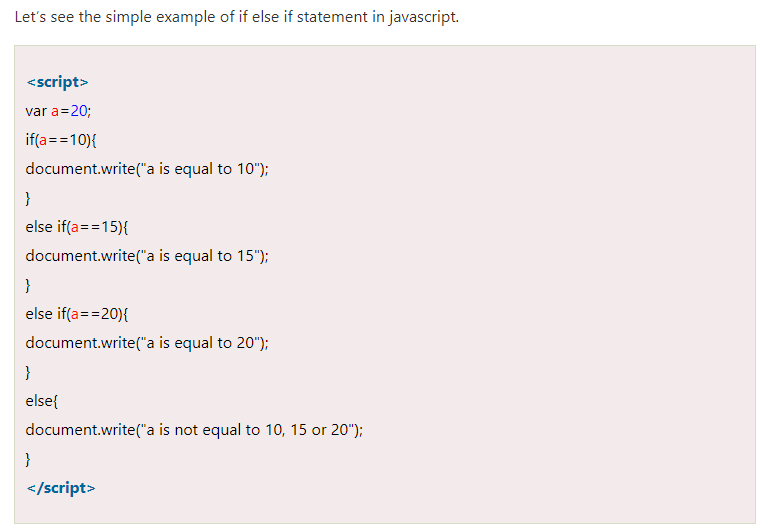 Let's see the simple example of if else if statement in javascript.
<script>
var a=20;
if(a==10){
document.write("a is equal to 10");
}
else if(a==15){
document.write("a is equal to 15");
}
else if(a==20){
document.write("a is equal to 20");
}
else{
document.write("a is not equal to 10, 15 or 20");
}
</script>